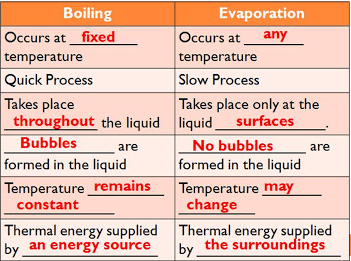 Boiling
Evaporation
Occurs at fixed
temperature
Occurs at any
temperature
Quick Process
Slow Process
Takes place
throughout the liquid
Takes place only at the
liquid surfaces.
Bubbles are
formed in the liquid
No bubbles are
formed in the liquid
Temperature remains
constant
Temperature may
change
Thermal energy supplied
by an energy source
Thermal energy supplied
by the surroundings